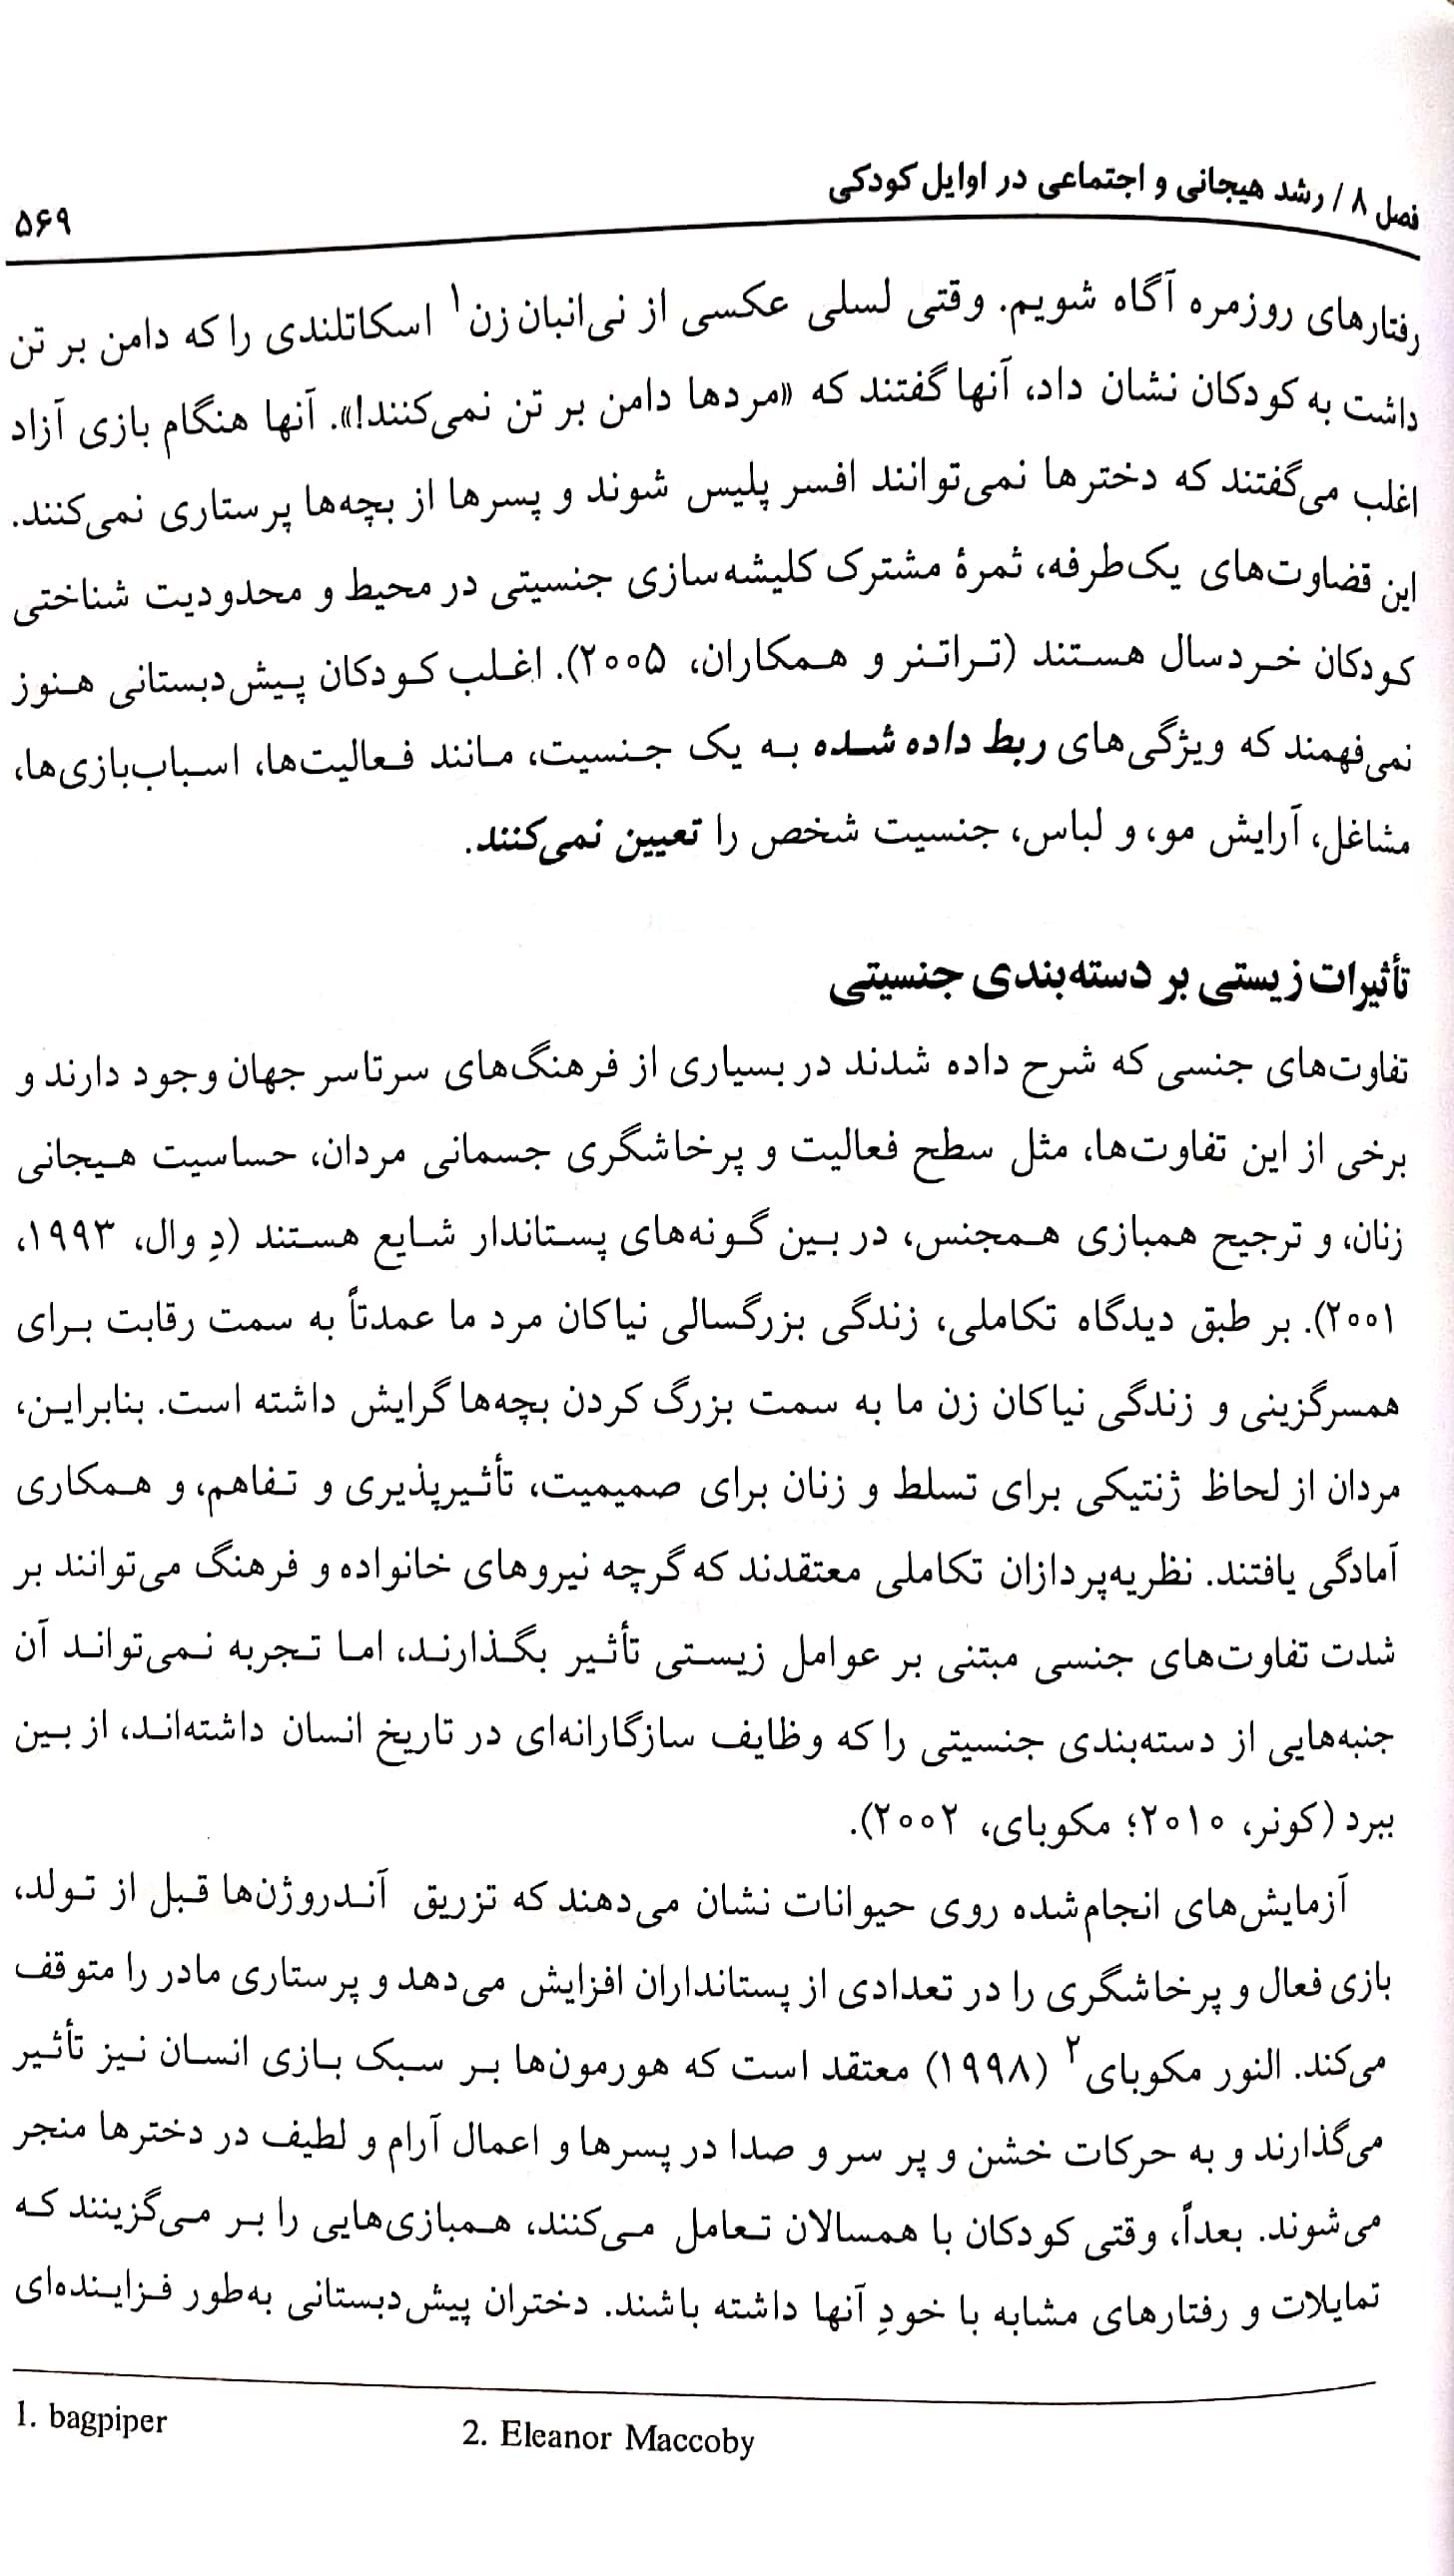 فصل ۸ / رشد هیجانی و اجتماعی در اوایل کودکی
۵۶۹
رفتارهای روزمره آگاه شویم. وقتی لسلی عکسی از نی‌انبان‌زن۱ اسکاتلندی را که دامن بر تن
داشت به کودکان نشان داد، آنها گفتند که «مردها دامن بر تن نمی‌کنند!». آنها هنگام بازی آزاد
اغلب می‌گفتند که دخترها نمی‌توانند افسر پلیس شوند و پسرها از بچه‌ها پرستاری نمی‌کنند.
این قضاوت‌های یک‌طرفه، ثمرهٔ مشترک کلیشه‌سازی جنسیتی در محیط و محدودیت شناختی
کودکان خردسال هستند (تراتنر و همکاران، ۲۰۰۵). اغلب کودکان پیش‌دبستانی هنوز
نمی‌فهمند که ویژگی‌های ربط داده شده به یک جنسیت، مانند فعالیت‌ها، اسباب‌بازی‌ها،
مشاغل، آرایش مو، و لباس، جنسیت شخص را تعیین نمی‌کنند.
تأثیرات زیستی بر دسته‌بندی جنسیتی
تفاوت‌های جنسی که شرح داده شدند در بسیاری از فرهنگ‌های سرتاسر جهان وجود دارند و
برخی از این تفاوت‌ها، مثل سطح فعالیت و پرخاشگری جسمانی مردان، حساسیت هیجانی
زنان، و ترجیح همبازی همجنس، در بین گونه‌های پستاندار شایع هستند (دِ وال، ۱۹۹۳،
۲۰۰۱). بر طبق دیدگاه تکاملی، زندگی بزرگسالی نیاکان مرد ما عمدتاً به سمت رقابت برای
همسرگزینی و زندگی نیاکان زن ما به سمت بزرگ کردن بچه‌ها گرایش داشته است. بنابراین،
مردان از لحاظ ژنتیکی برای تسلط و زنان برای صمیمیت، تأثیرپذیری و تفاهم، و همکاری
آمادگی یافتند. نظریه‌پردازان تکاملی معتقدند که گرچه نیروهای خانواده و فرهنگ می‌توانند بر
شدت تفاوت‌های جنسی مبتنی بر عوامل زیستی تأثیر بگذارند، اما تجربه نمی‌تواند آن
جنبه‌هایی از دسته‌بندی جنسیتی را که وظایف سازگارانه‌ای در تاریخ انسان داشته‌اند، از بین
ببرد (کونر، ۲۰۱۰؛ مکوبای، ۲۰۰۲).
آزمایش‌های انجام‌شده روی حیوانات نشان می‌دهند که تزریق آندروژن‌ها قبل از تولد،
بازی فعال و پرخاشگری را در تعدادی از پستانداران افزایش می‌دهد و پرستاری مادر را متوقف
می‌کند. النور مکوبای۲ (۱۹۹۸) معتقد است که هورمون‌ها بر سبک بازی انسان نیز تأثیر
می‌گذارند و به حرکات خشن و پر سر و صدا در پسرها و اعمال آرام و لطیف در دخترها منجر
می‌شوند. بعداً، وقتی کودکان با همسالان تعامل می‌کنند، همبازی‌هایی را بر می‌گزینند که
تمایلات و رفتارهای مشابه با خودِ آنها داشته باشند. دختران پیش‌دبستانی به‌طور فزاینده‌ای
1. bagpiper 2. Eleanor Maccoby